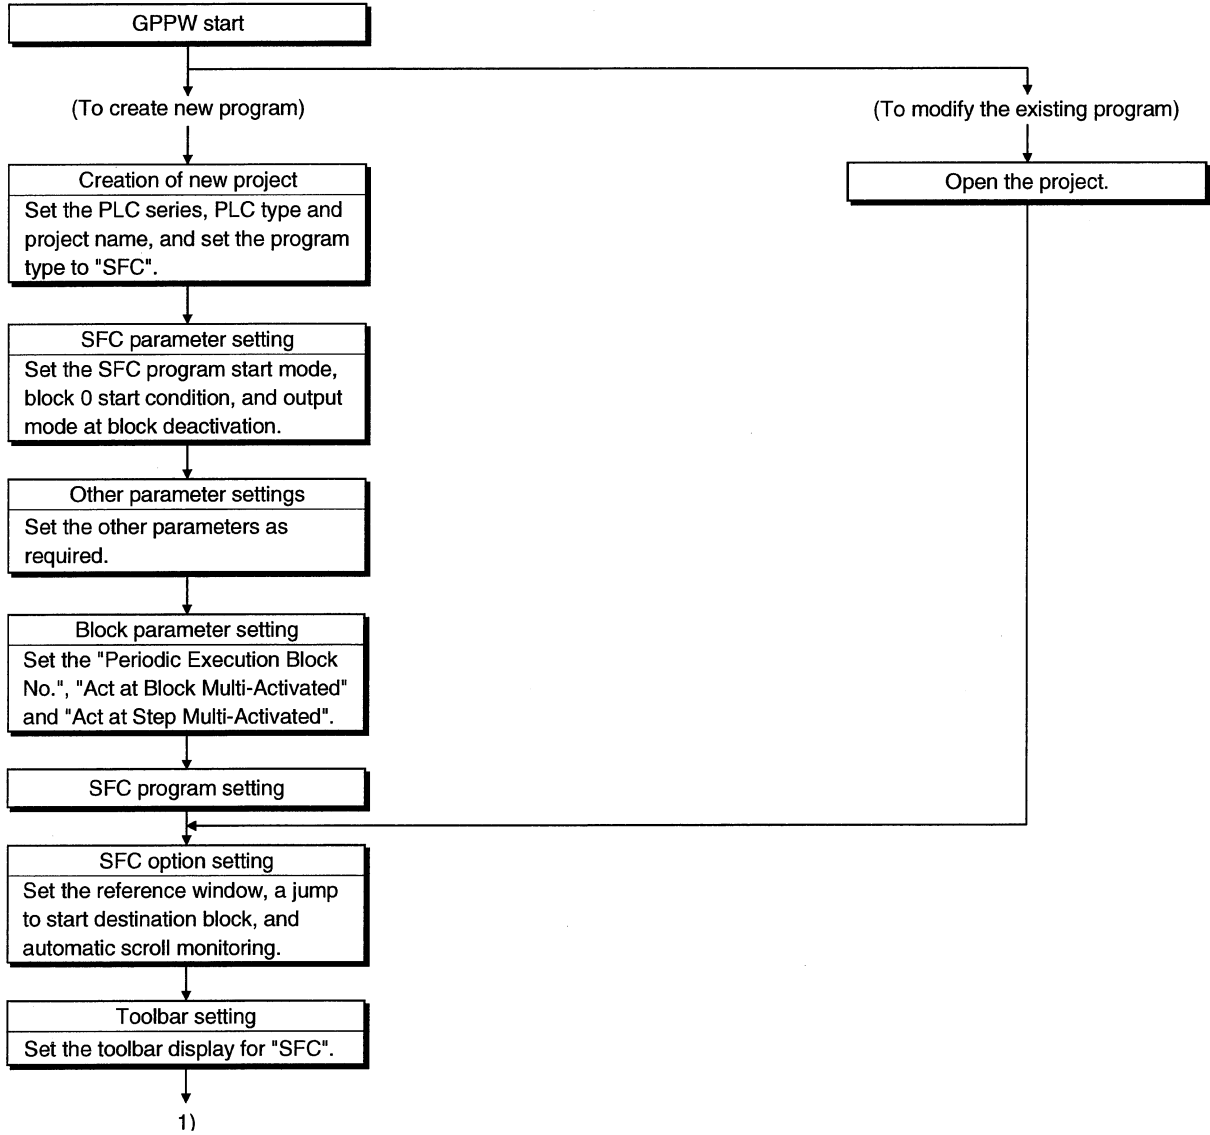 GPPW start
(To create new program)
(To modify the existing program)
Creation of new project
Set the PLC series, PLC type and
project name, and set the program
type to "SFC".
Open the project.
SFC parameter setting
Set the SFC program start mode,
block 0 start condition, and output
mode at block deactivation.
Other parameter settings
Set the other parameters as
required.
Block parameter setting
Set the "Periodic Execution Block
No.", "Act at Block Multi-Activated"
and "Act at Step Multi-Activated".
SFC program setting
SFC option setting
Set the reference window, a jump
to start destination block, and
automatic scroll monitoring.
Toolbar setting
Set the toolbar display for "SFC".
1)